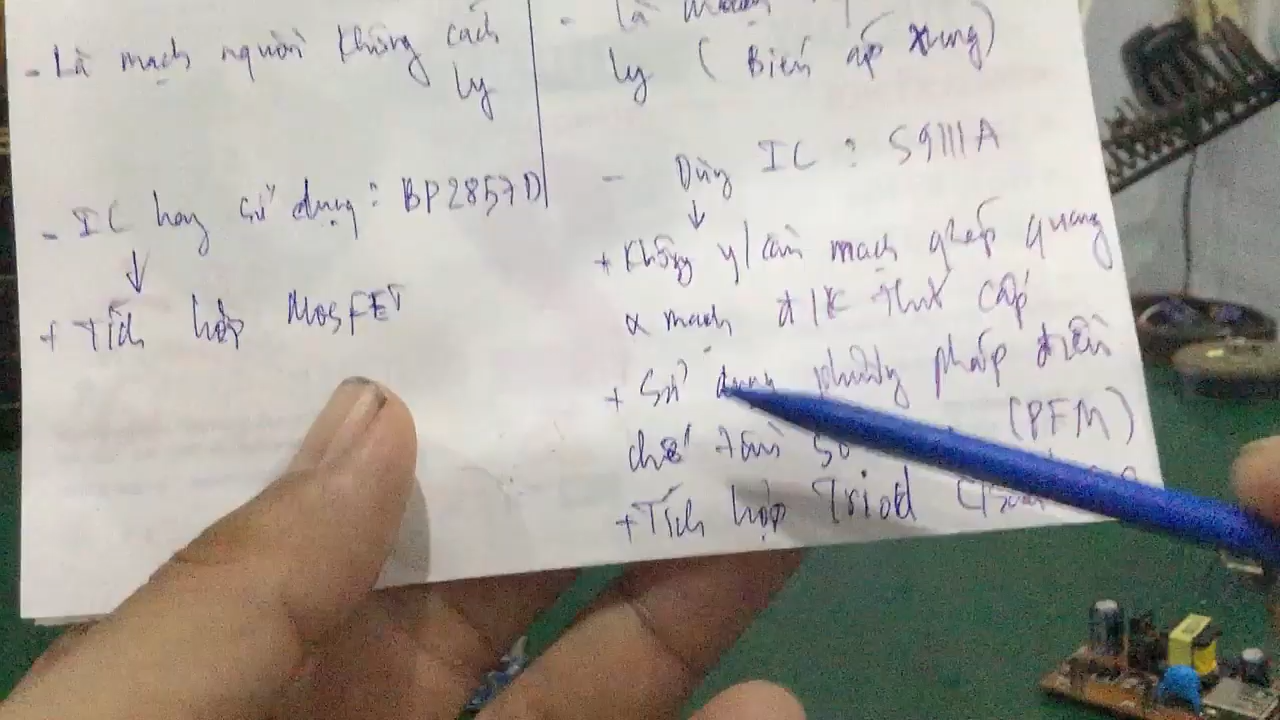 - Là mạch nguồn không cách
ly
- IC hay sử dụng : BP2857D
+ Tích hợp MOSFET
- là mạch
ly ( Biến áp xung)
- Dùng IC : S9111A
+ Không y/cầu mạch ghép quang
& mạch đ/k thứ cấp
+ Sử dụng phương pháp điều
chế tần số (PFM)
+ Tích hợp Triod